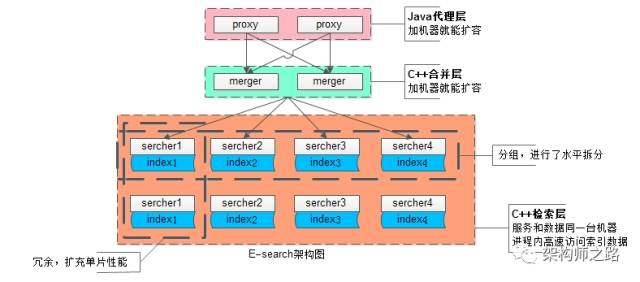 proxy proxy
Java代理层
加机器就能扩容
merger merger
C++合并层
加机器就能扩容
sercher1 sercher2 sercher3 sercher4
index1 index2 index3 index4
分组，进行了水平拆分
sercher1 sercher2 sercher3 sercher4
index1 index2 index3 index4
C++检索层
服务和数据同一台机器
进程内高速访问索引数据
冗余，扩充单片性能
E-search架构图
架构师之路